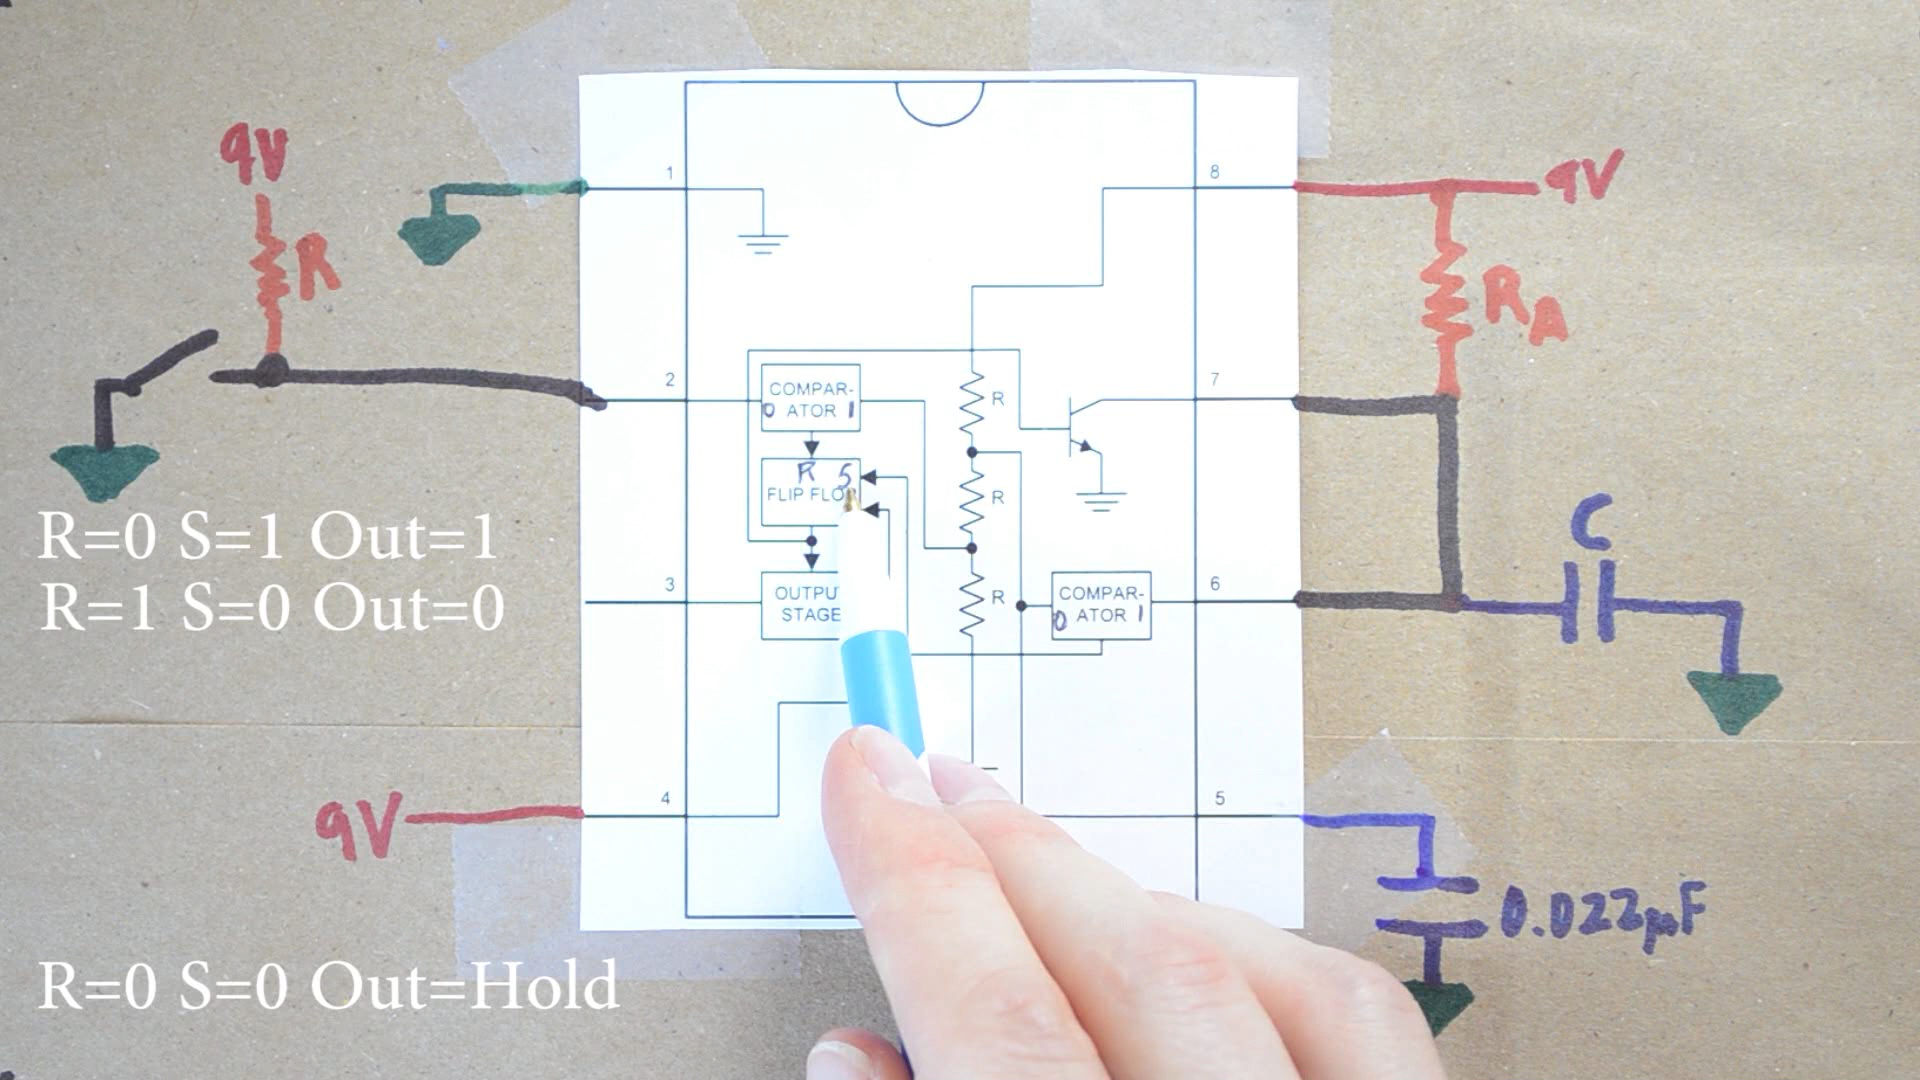 9V
R
1
8
9V
RA
2
7
COMPAR-
0 ATOR 1
R
R S
FLIP FLO
R
C
R=0 S=1 Out=1
R=1 S=0 Out=0
3
6
OUTPU
STAGE
R
COMPAR-
0 ATOR 1
4
5
9V
0.022µF
R=0 S=0 Out=Hold